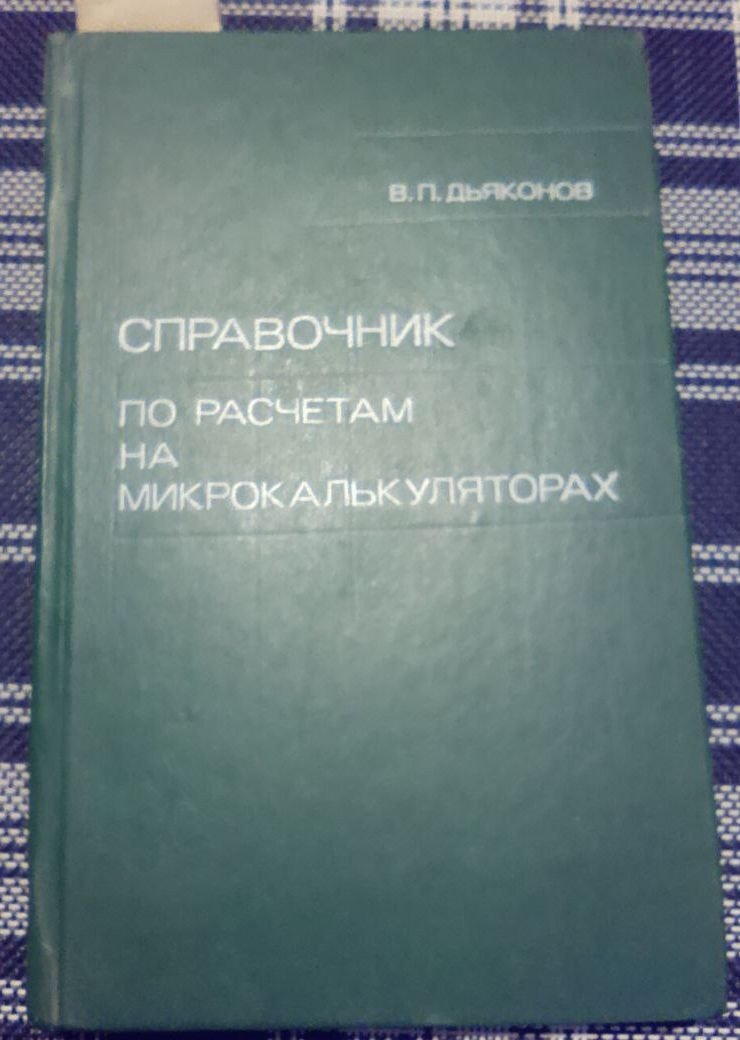 В.П. ДЬЯКОНОВ
СПРАВОЧНИК
ПО РАСЧЕТАМ
НА
МИКРОКАЛЬКУЛЯТОРАХ